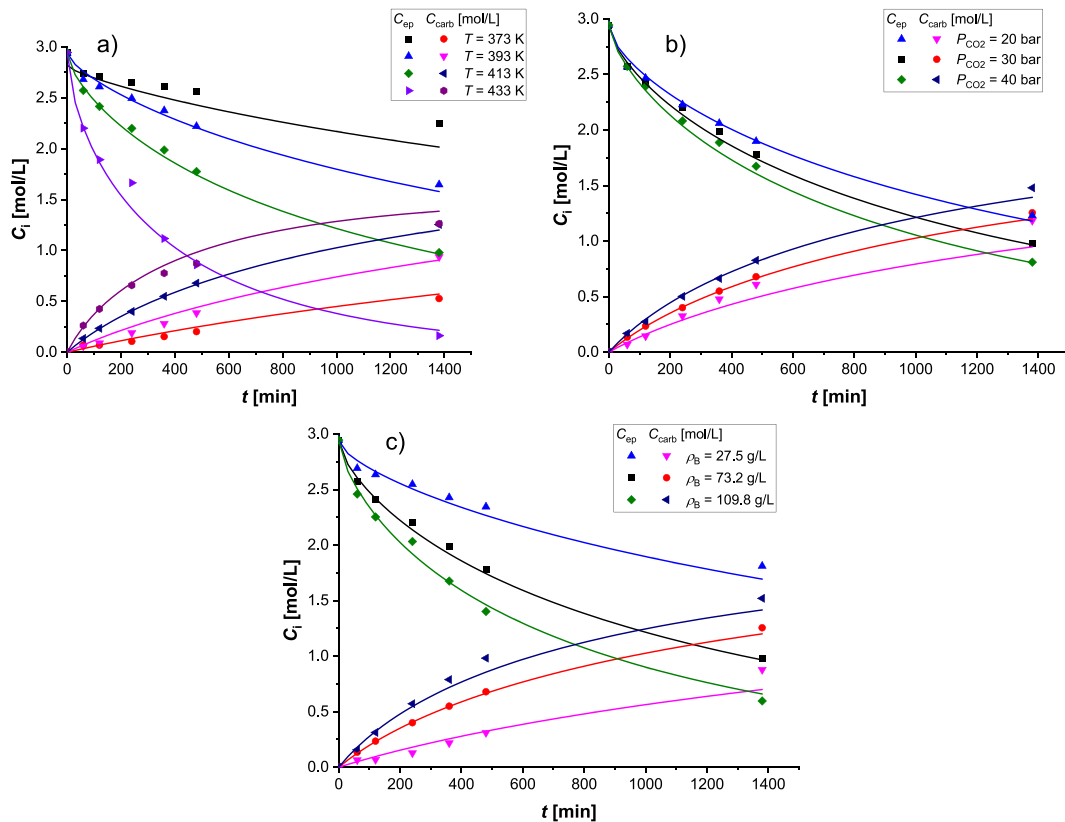 a)
C_ep C_carb [mol/L]
T = 373 K
T = 393 K
T = 413 K
T = 433 K
3.0
2.5
2.0
1.5
1.0
0.5
0.0
C_i [mol/L]
0 200 400 600 800 1000 1200 1400
t [min]
b)
C_ep C_carb [mol/L]
P_CO2 = 20 bar
P_CO2 = 30 bar
P_CO2 = 40 bar
3.0
2.5
2.0
1.5
1.0
0.5
0.0
C_i [mol/L]
0 200 400 600 800 1000 1200 1400
t [min]
c)
C_ep C_carb [mol/L]
ρ_B = 27.5 g/L
ρ_B = 73.2 g/L
ρ_B = 109.8 g/L
3.0
2.5
2.0
1.5
1.0
0.5
0.0
C_i [mol/L]
0 200 400 600 800 1000 1200 1400
t [min]